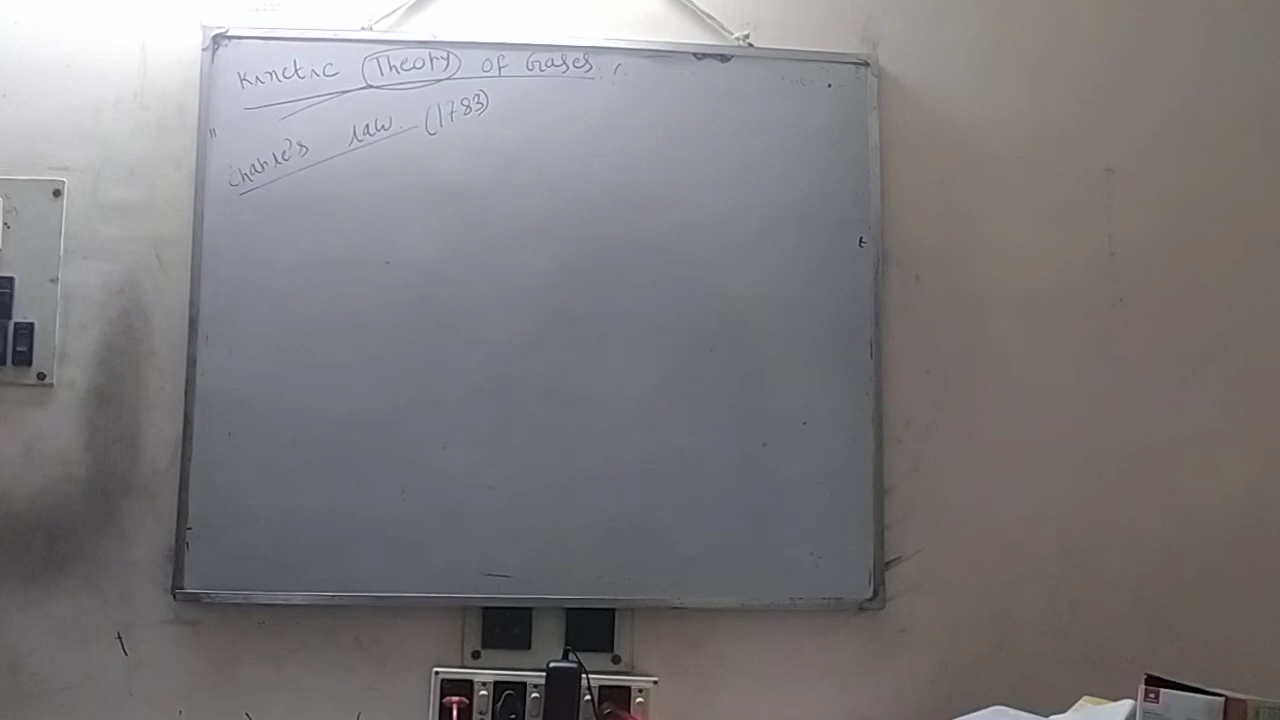 Kinetic Theory of Gases.
Charle's law. (1783)